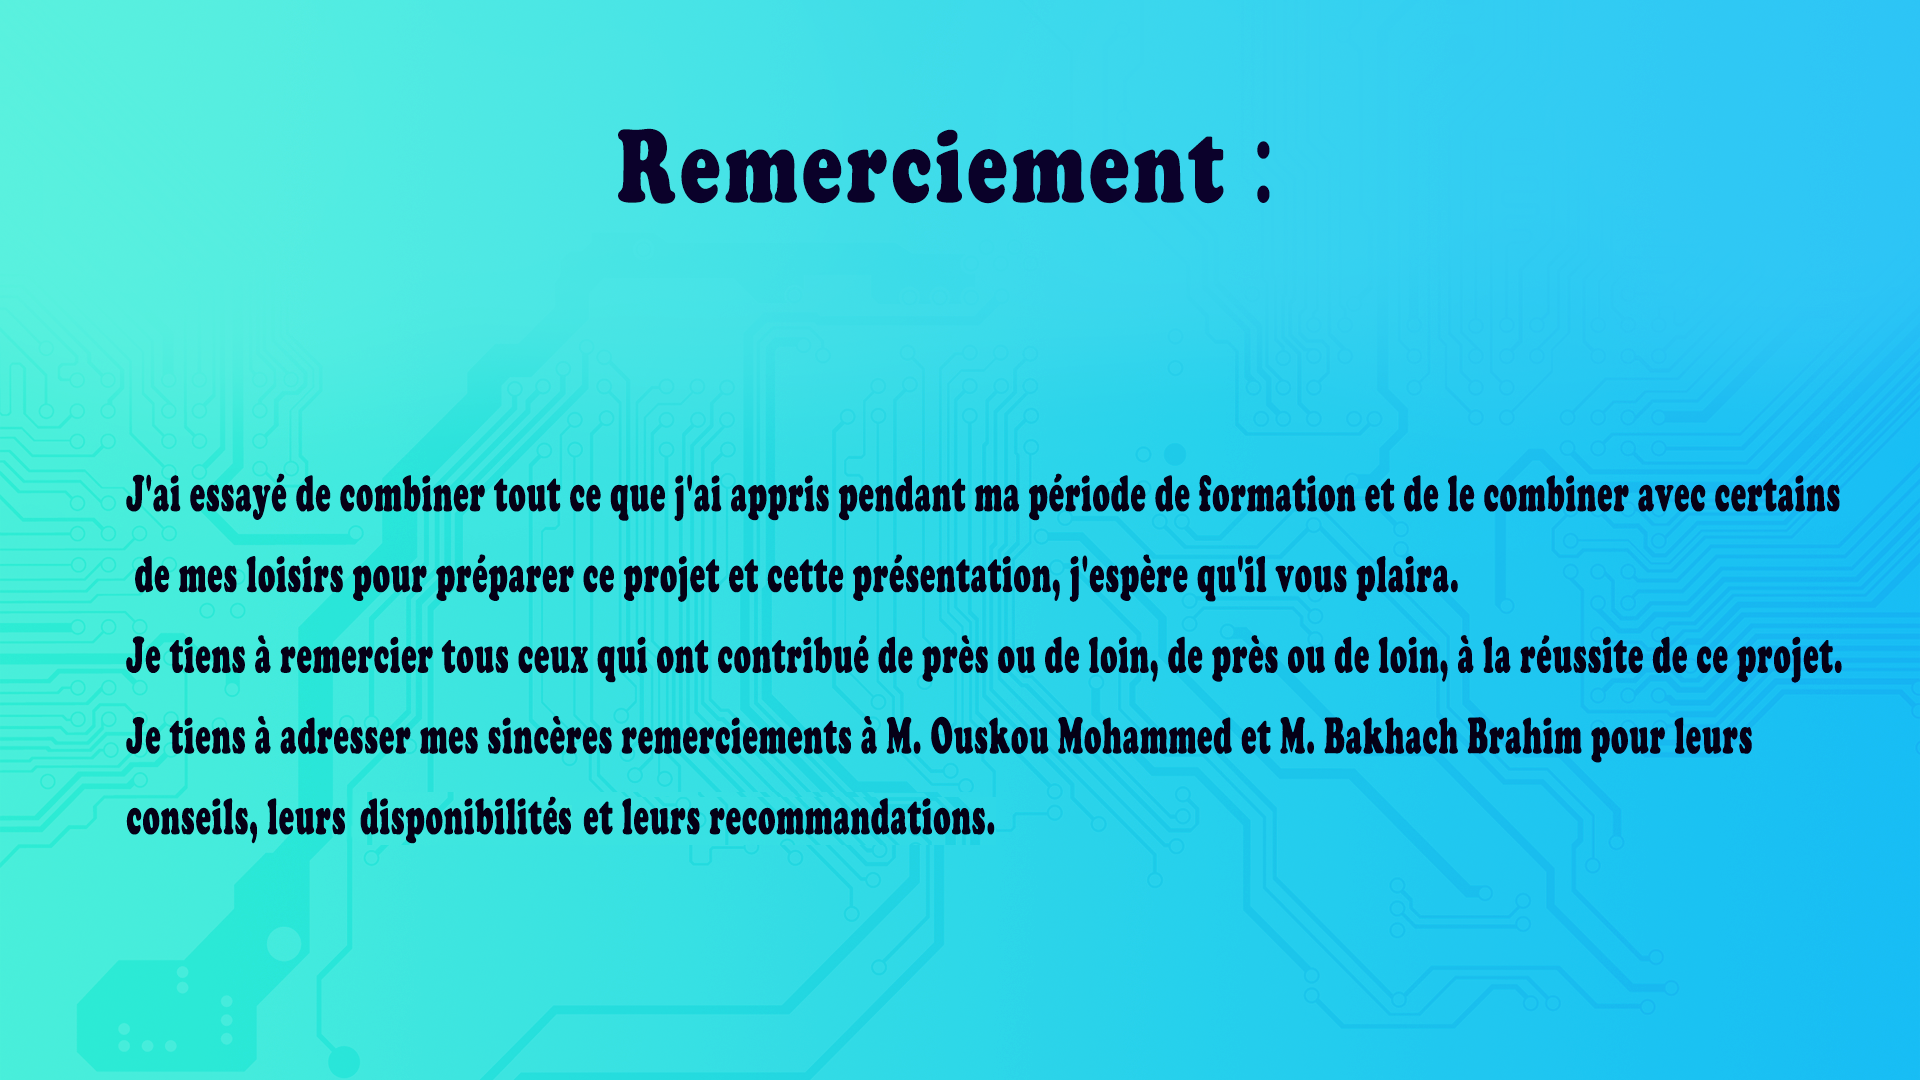 Remerciement :
J'ai essayé de combiner tout ce que j'ai appris pendant ma période de formation et de le combiner avec certains
de mes loisirs pour préparer ce projet et cette présentation, j'espère qu'il vous plaira.
Je tiens à remercier tous ceux qui ont contribué de près ou de loin, de près ou de loin, à la réussite de ce projet.
Je tiens à adresser mes sincères remerciements à M. Ouskou Mohammed et M. Bakhach Brahim pour leurs
conseils, leurs disponibilités et leurs recommandations.